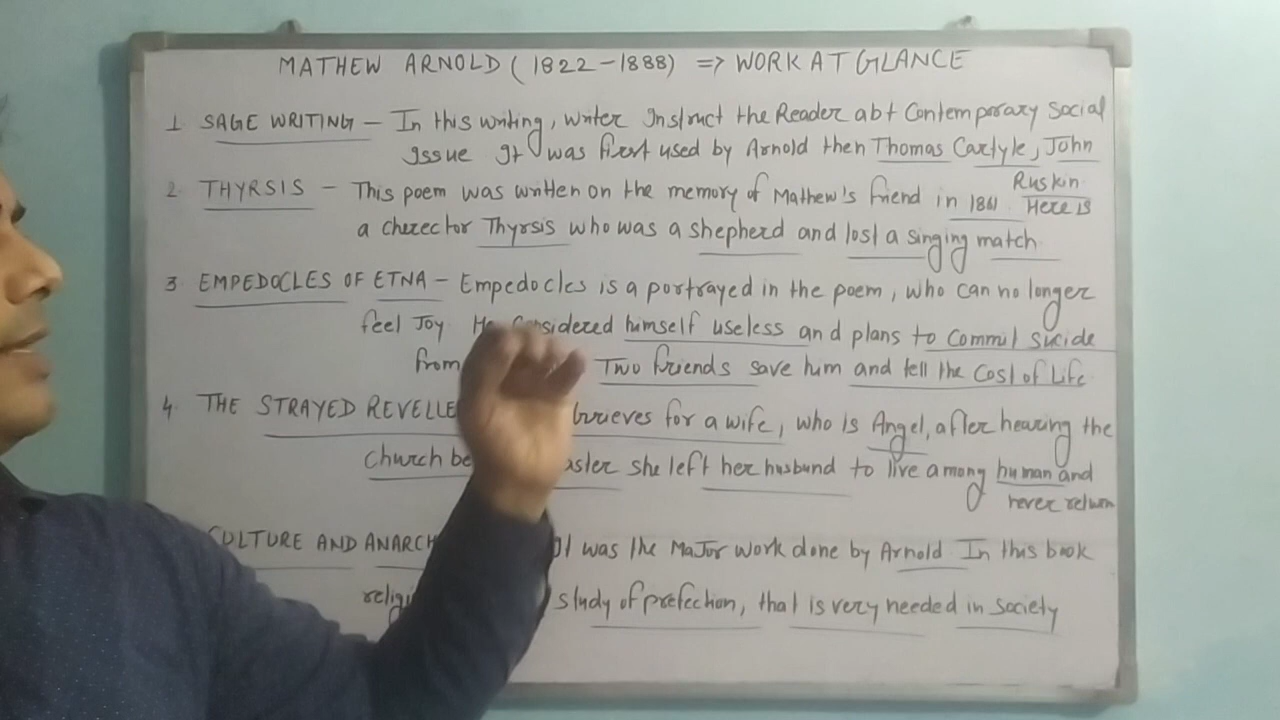 MATHEW ARNOLD (1822-1888) => WORK AT GLANCE
1 SAGE WRITING - In this writing, writer Instruct the Reader abt Contemporary Social
Issue It was first used by Arnold then Thomas Carlyle, John
Ruskin
2 THYRSIS - This poem was written on the memory of Mathew's friend in 1861 Here is
a cherector Thyrsis who was a shepherd and lost a singing match
3 EMPEDOCLES OF ETNA - Empedocles is a portrayed in the poem, who can no longer
feel Joy He Considered himself useless and plans to Commit Sucide
from Two friends save him and tell the Cost of Life
4. THE STRAYED REVELLE for a wife, who is Angel, after hearing the
Church be she left her husbund to live among human and
never return
CULTURE AND ANARCH It was the Major work done by Arnold In this book
religi study of prefection, that is very needed in society